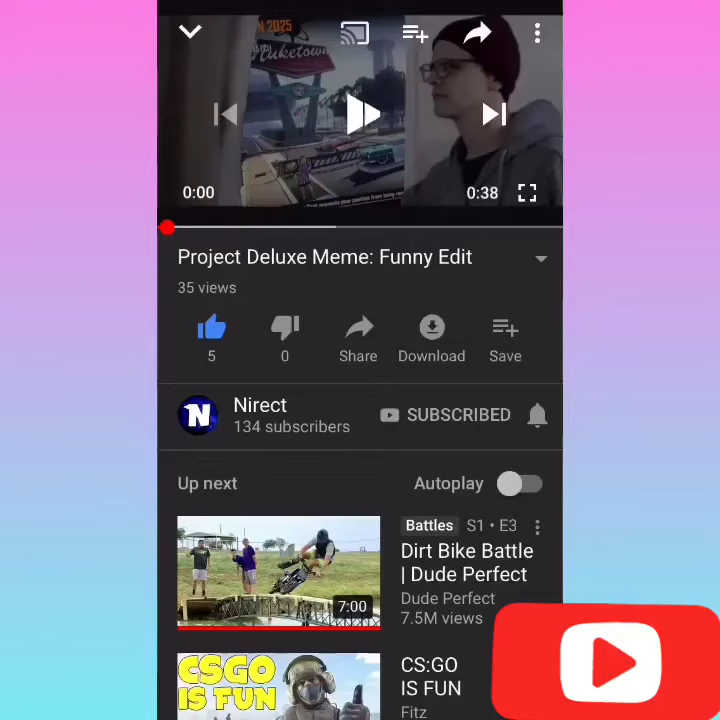 N 2025
Nuketown
0:00
0:38
Project Deluxe Meme: Funny Edit
35 views
5
0
Share
Download
Save
N
Nirect
134 subscribers
SUBSCRIBED
Up next
Autoplay
7:00
Battles S1 • E3
Dirt Bike Battle
| Dude Perfect
Dude Perfect
7.5M views
CSGO
IS FUN
CS:GO
IS FUN
Fitz